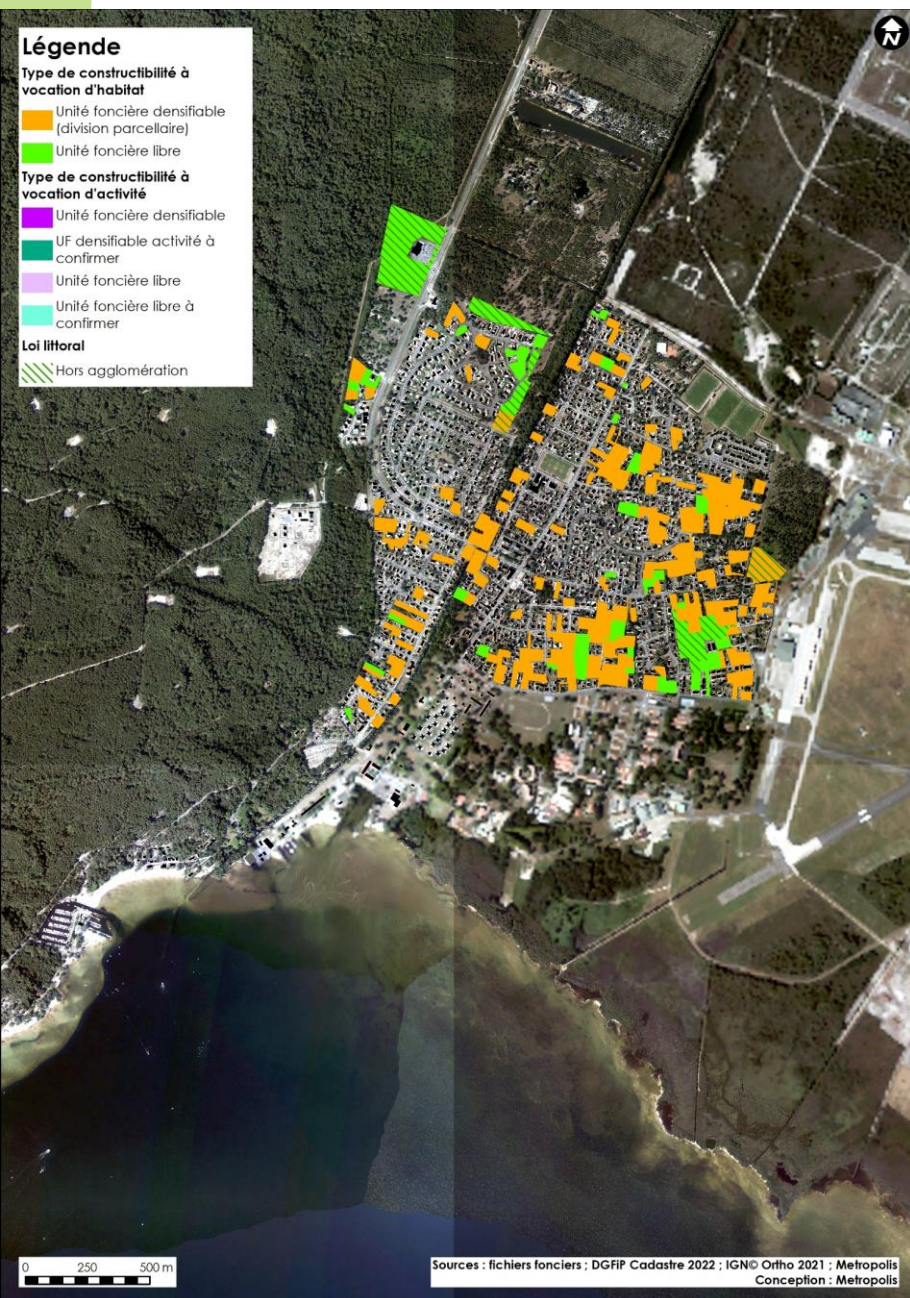 N
Légende
Type de constructibilité à
vocation d'habitat
Unité foncière densifiable
(division parcellaire)
Unité foncière libre
Type de constructibilité à
vocation d'activité
Unité foncière densifiable
UF densifiable activité à
confirmer
Unité foncière libre
Unité foncière libre à
confirmer
Loi littoral
Hors agglomération
0 250 500 m
Sources : fichiers fonciers ; DGFiP Cadastre 2022 ; IGN© Ortho 2021 ; Metropolis
Conception : Metropolis